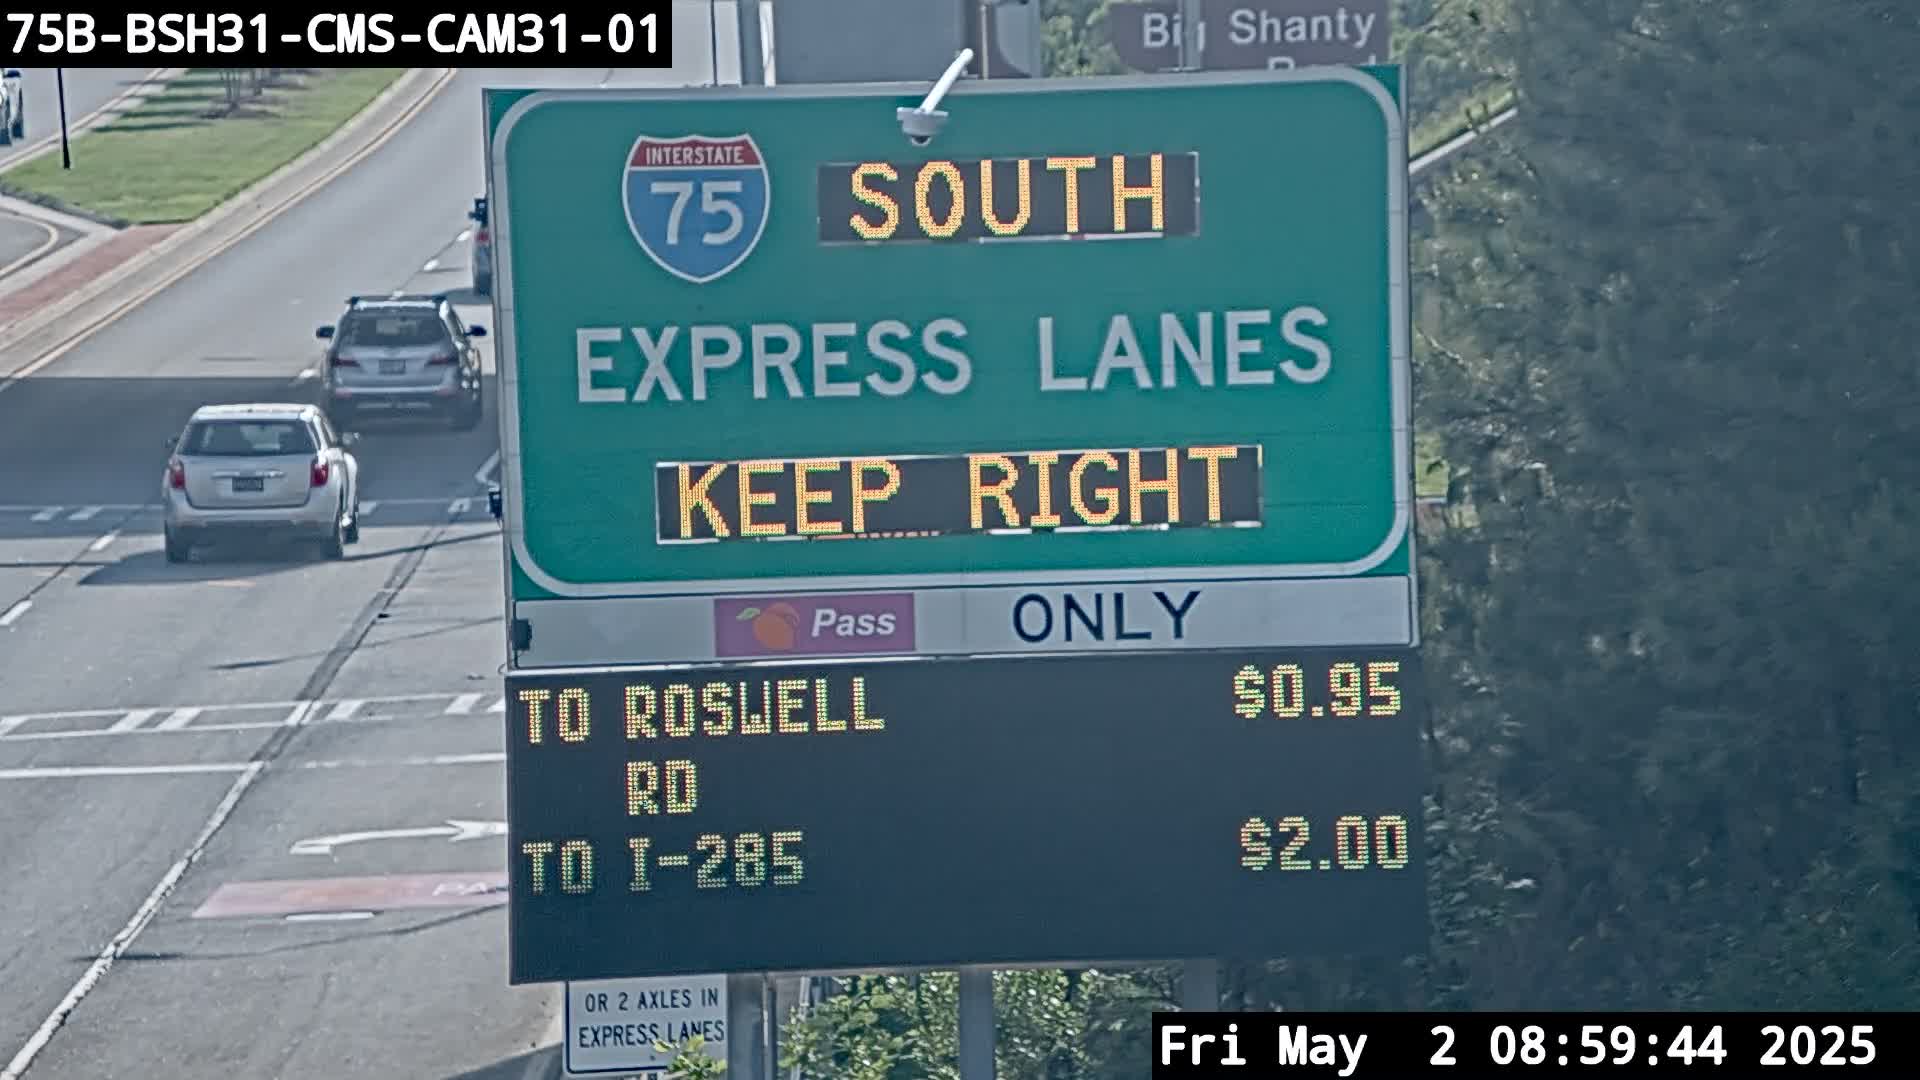 75B-BSH31-CMS-CAM31-01
Big Shanty
INTERSTATE
75
SOUTH
EXPRESS LANES
KEEP RIGHT
Pass ONLY
TO ROSWELL $0.95
RD
TO I-285 $2.00
OR 2 AXLES IN
EXPRESS LANES
Fri May 2 08:59:44 2025